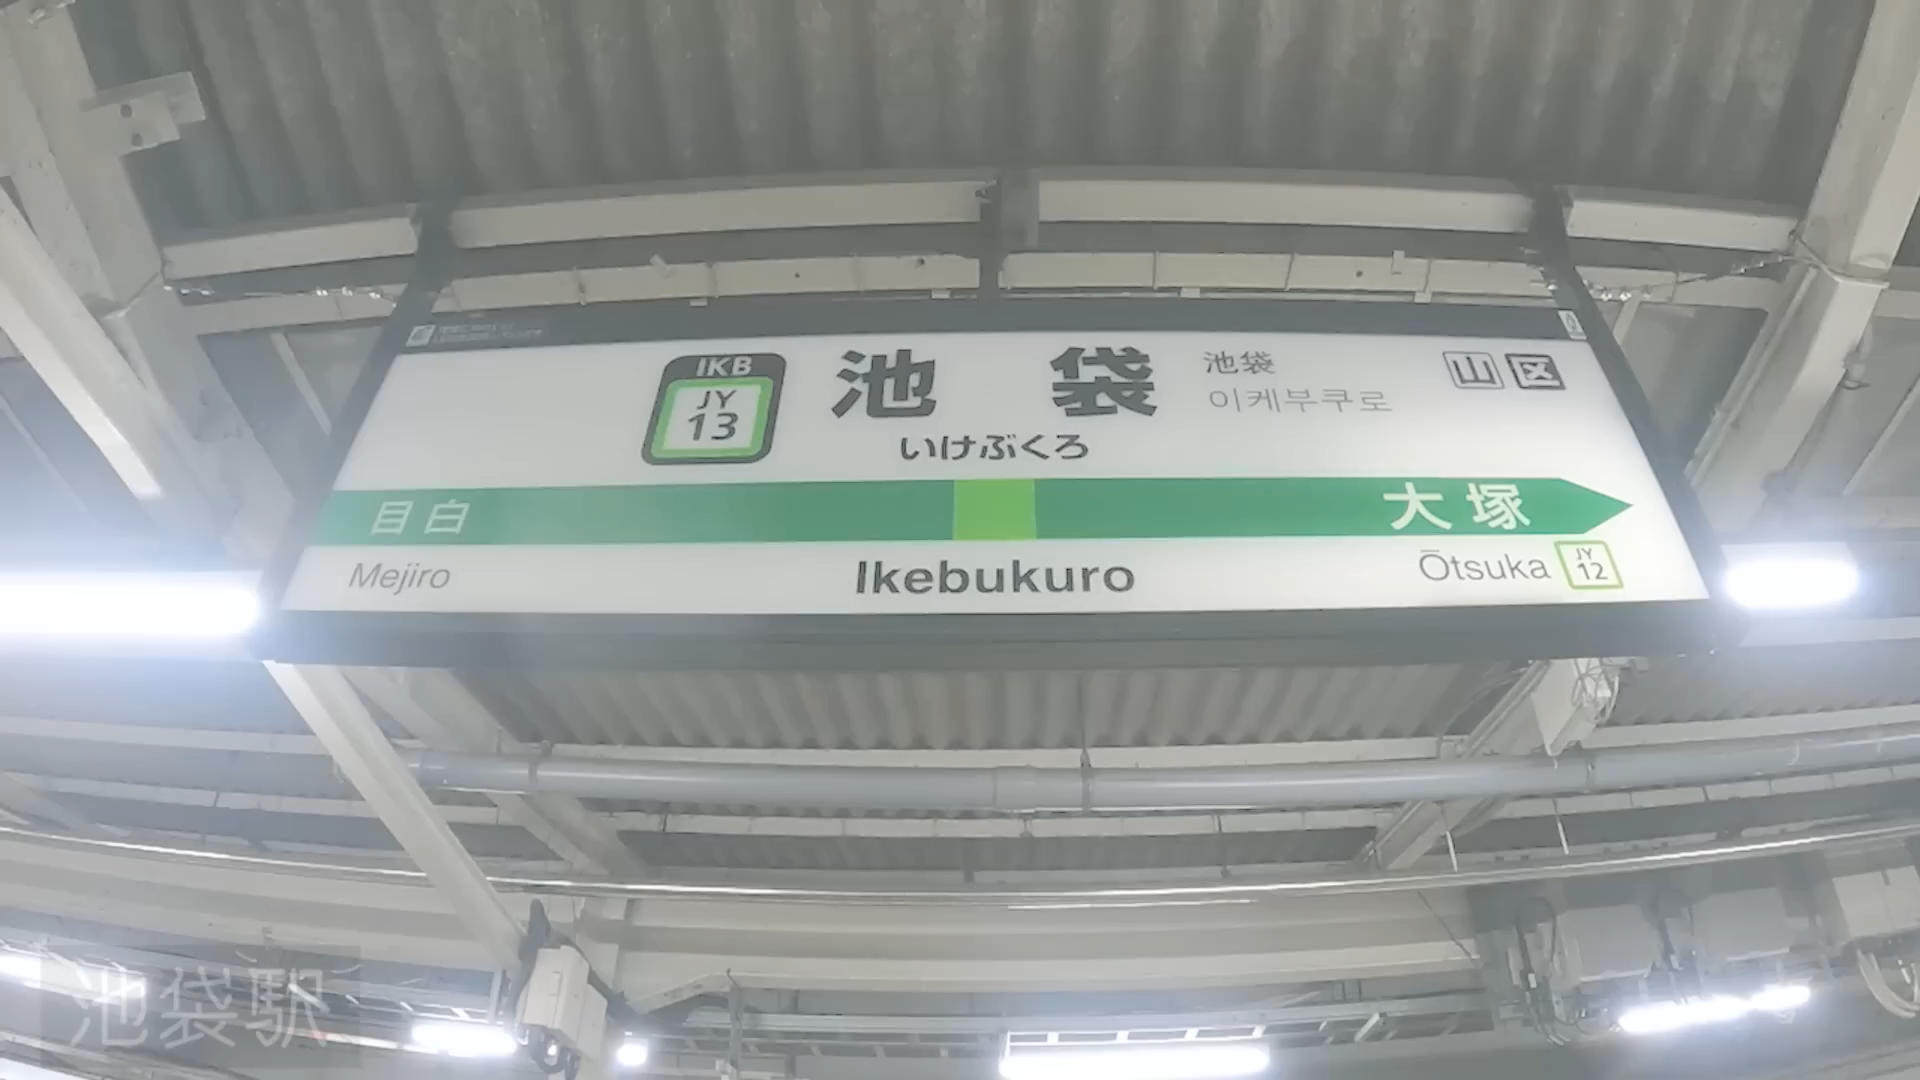 IKB
JY
13
池袋
いけぶくろ
池袋
이케부쿠로
山 区
目白
大塚
Mejiro
Ikebukuro
Ōtsuka
JY
12
池袋駅